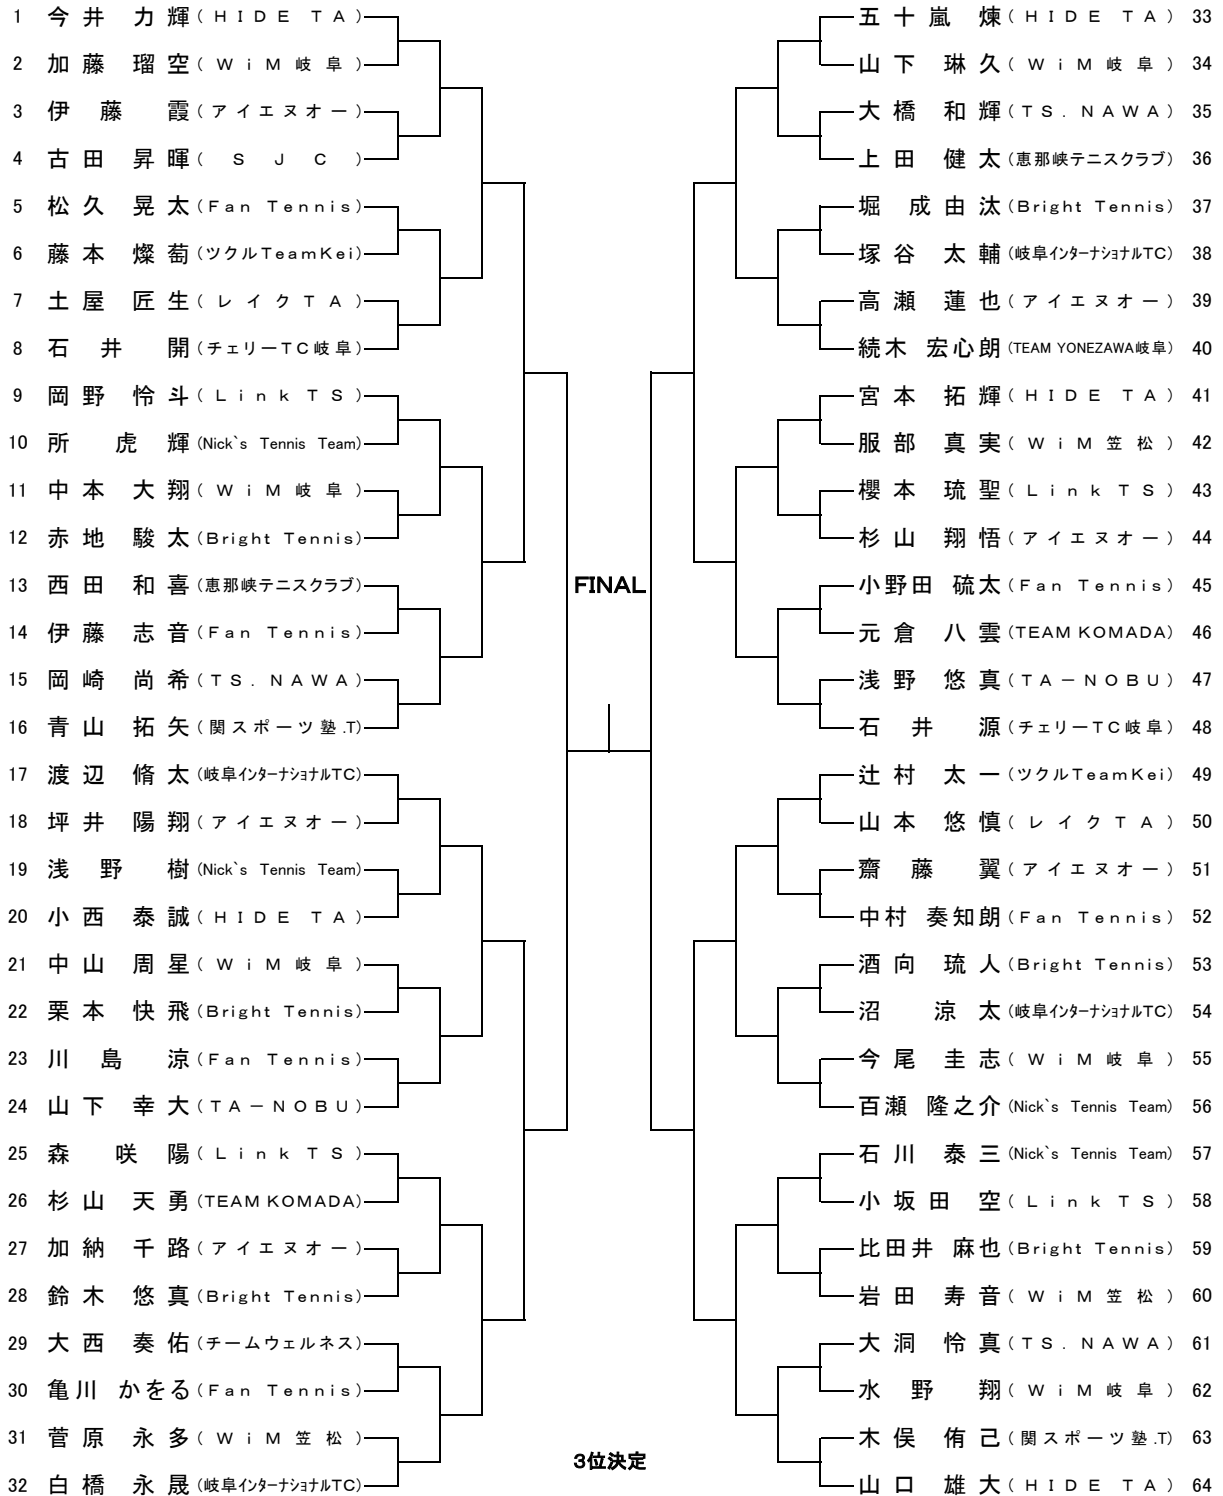 1 今井 力輝 (HIDE TA)
2 加藤 瑠空 (WiM岐阜)
3 伊藤 霞 (アイエヌオー)
4 古田 昇暉 (SJC)
5 松久 晃太 (Fan Tennis)
6 藤本 燦萄 (ツクルTeamKei)
7 土屋 匠生 (レイクTA)
8 石井 開 (チェリーTC岐阜)
9 岡野 怜斗 (Link TS)
10 所 虎輝 (Nick`s Tennis Team)
11 中本 大翔 (WiM岐阜)
12 赤地 駿太 (Bright Tennis)
13 西田 和喜 (恵那峡テニスクラブ)
14 伊藤 志音 (Fan Tennis)
15 岡崎 尚希 (TS.NAWA)
16 青山 拓矢 (関スポーツ塾.T)
17 渡辺 脩太 (岐阜インターナショナルTC)
18 坪井 陽翔 (アイエヌオー)
19 浅野 樹 (Nick`s Tennis Team)
20 小西 泰誠 (HIDE TA)
21 中山 周星 (WiM岐阜)
22 栗本 快飛 (Bright Tennis)
23 川島 涼 (Fan Tennis)
24 山下 幸大 (TA－NOBU)
25 森 咲陽 (Link TS)
26 杉山 天勇 (TEAM KOMADA)
27 加納 千路 (アイエヌオー)
28 鈴木 悠真 (Bright Tennis)
29 大西 奏佑 (チームウェルネス)
30 亀川 かをる (Fan Tennis)
31 菅原 永多 (WiM笠松)
32 白橋 永晟 (岐阜インターナショナルTC)
FINAL
3位決定
五十嵐 煉 (HIDE TA) 33
山下 琳久 (WiM岐阜) 34
大橋 和輝 (TS.NAWA) 35
上田 健太 (恵那峡テニスクラブ) 36
堀 成由汰 (Bright Tennis) 37
塚谷 太輔 (岐阜インターナショナルTC) 38
高瀬 蓮也 (アイエヌオー) 39
続木 宏心朗 (TEAM YONEZAWA岐阜) 40
宮本 拓輝 (HIDE TA) 41
服部 真実 (WiM笠松) 42
櫻本 琉聖 (Link TS) 43
杉山 翔悟 (アイエヌオー) 44
小野田 硫太 (Fan Tennis) 45
元倉 八雲 (TEAM KOMADA) 46
浅野 悠真 (TA－NOBU) 47
石井 源 (チェリーTC岐阜) 48
辻村 太一 (ツクルTeamKei) 49
山本 悠慎 (レイクTA) 50
齋藤 翼 (アイエヌオー) 51
中村 奏知朗 (Fan Tennis) 52
酒向 琉人 (Bright Tennis) 53
沼 涼太 (岐阜インターナショナルTC) 54
今尾 圭志 (WiM岐阜) 55
百瀬 隆之介 (Nick`s Tennis Team) 56
石川 泰三 (Nick`s Tennis Team) 57
小坂田 空 (Link TS) 58
比田井 麻也 (Bright Tennis) 59
岩田 寿音 (WiM笠松) 60
大洞 怜真 (TS.NAWA) 61
水野 翔 (WiM岐阜) 62
木俣 侑己 (関スポーツ塾.T) 63
山口 雄大 (HIDE TA) 64